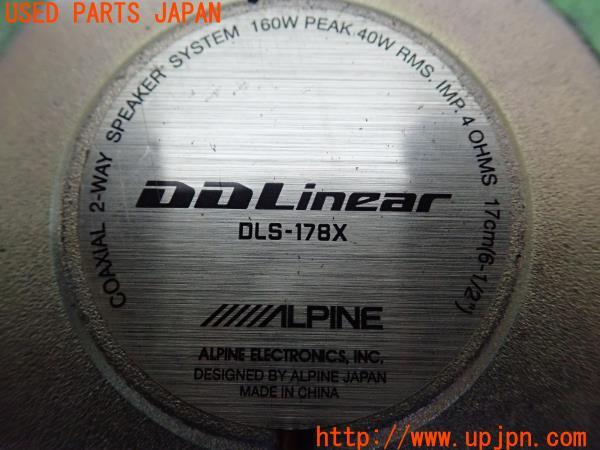 USED PARTS JAPAN
COAXIAL 2-WAY SPEAKER SYSTEM 160W PEAK 40W RMS. IMP. 4 OHMS 17cm(6-1/2")
DDLinear
DLS-178X
ALPINE
ALPINE ELECTRONICS, INC.
DESIGNED BY ALPINE JAPAN
MADE IN CHINA
http://www.upjpn.com/